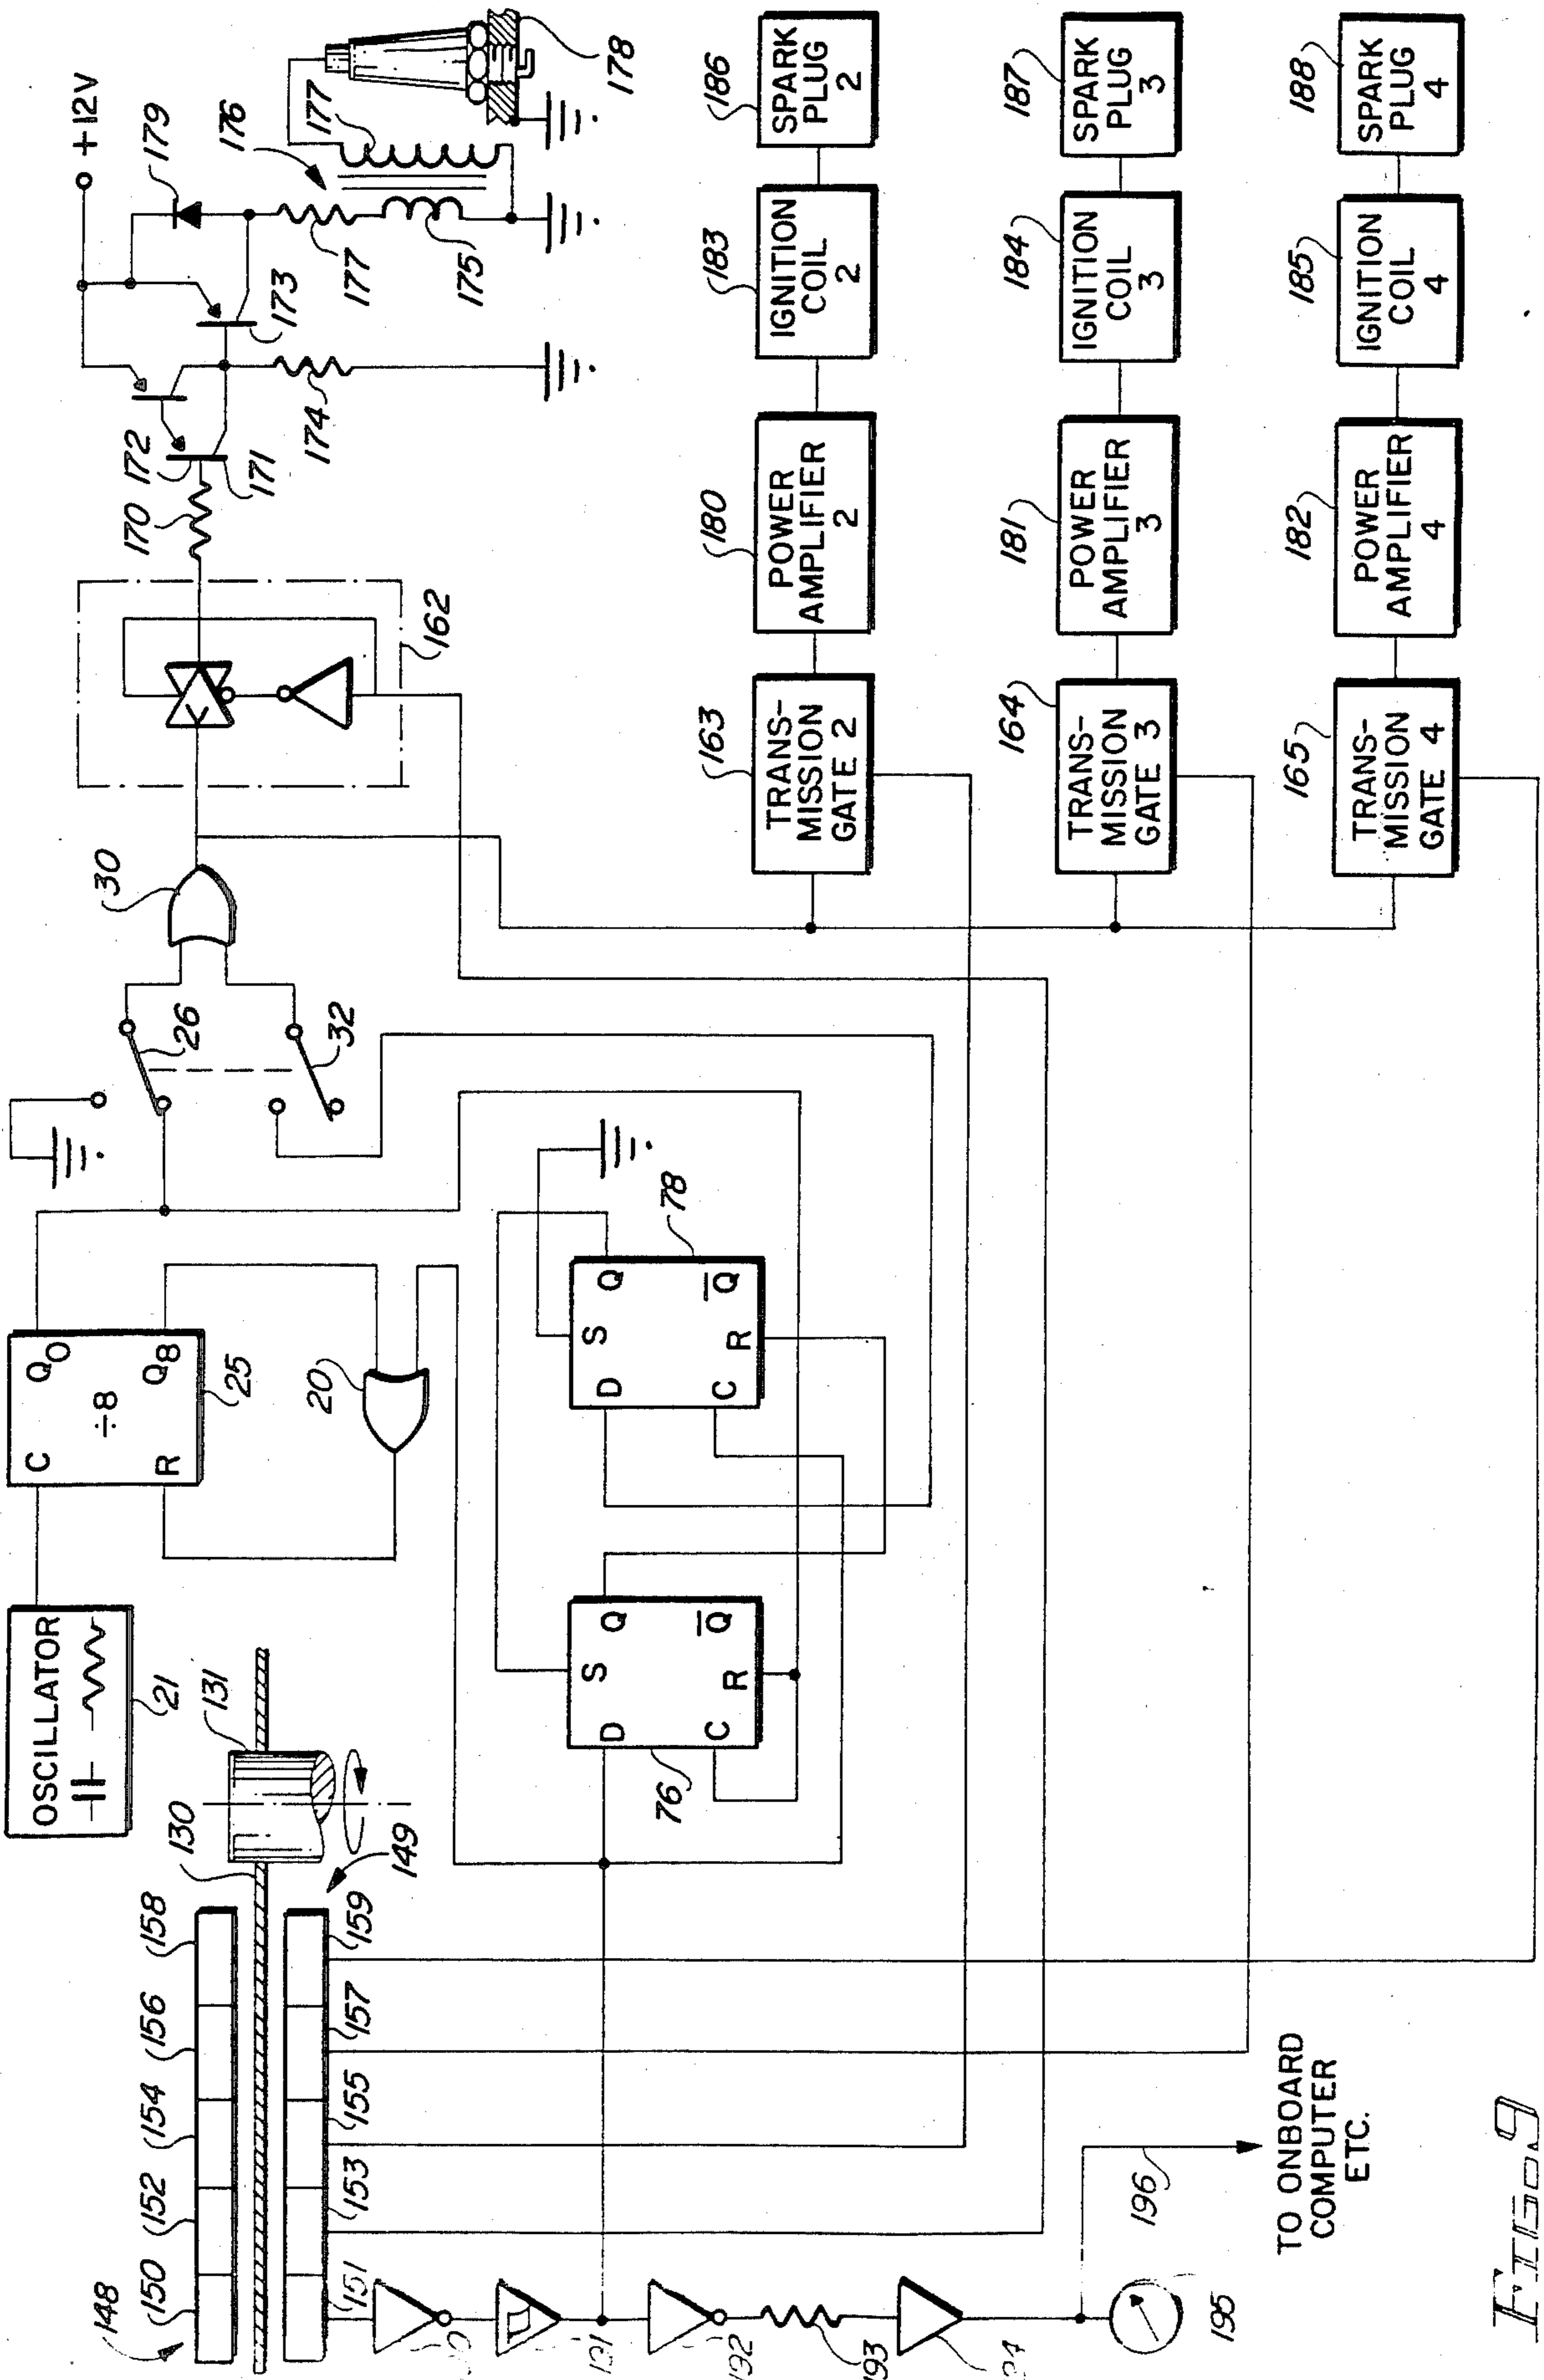 +12V
179
176
177
178
173
177
175
172
171
170
174
162
30
26
32
Q0
Q8
C
R
÷8
25
20
OSCILLATOR
21
131
130
149
158
156
154
152
150
148
159
157
155
153
151
S
Q
Q̅
D
C
R
78
S
Q
Q̅
D
C
R
76
186
SPARK
PLUG
2
183
IGNITION
COIL
2
180
POWER
AMPLIFIER
2
163
TRANS-
MISSION
GATE 2
187
SPARK
PLUG
3
184
IGNITION
COIL
3
181
POWER
AMPLIFIER
3
164
TRANS-
MISSION
GATE 3
188
SPARK
PLUG
4
185
IGNITION
COIL
4
182
POWER
AMPLIFIER
4
165
TRANS-
MISSION
GATE 4
192
193
195
196
TO ONBOARD
COMPUTER
ETC.
FIG. 9